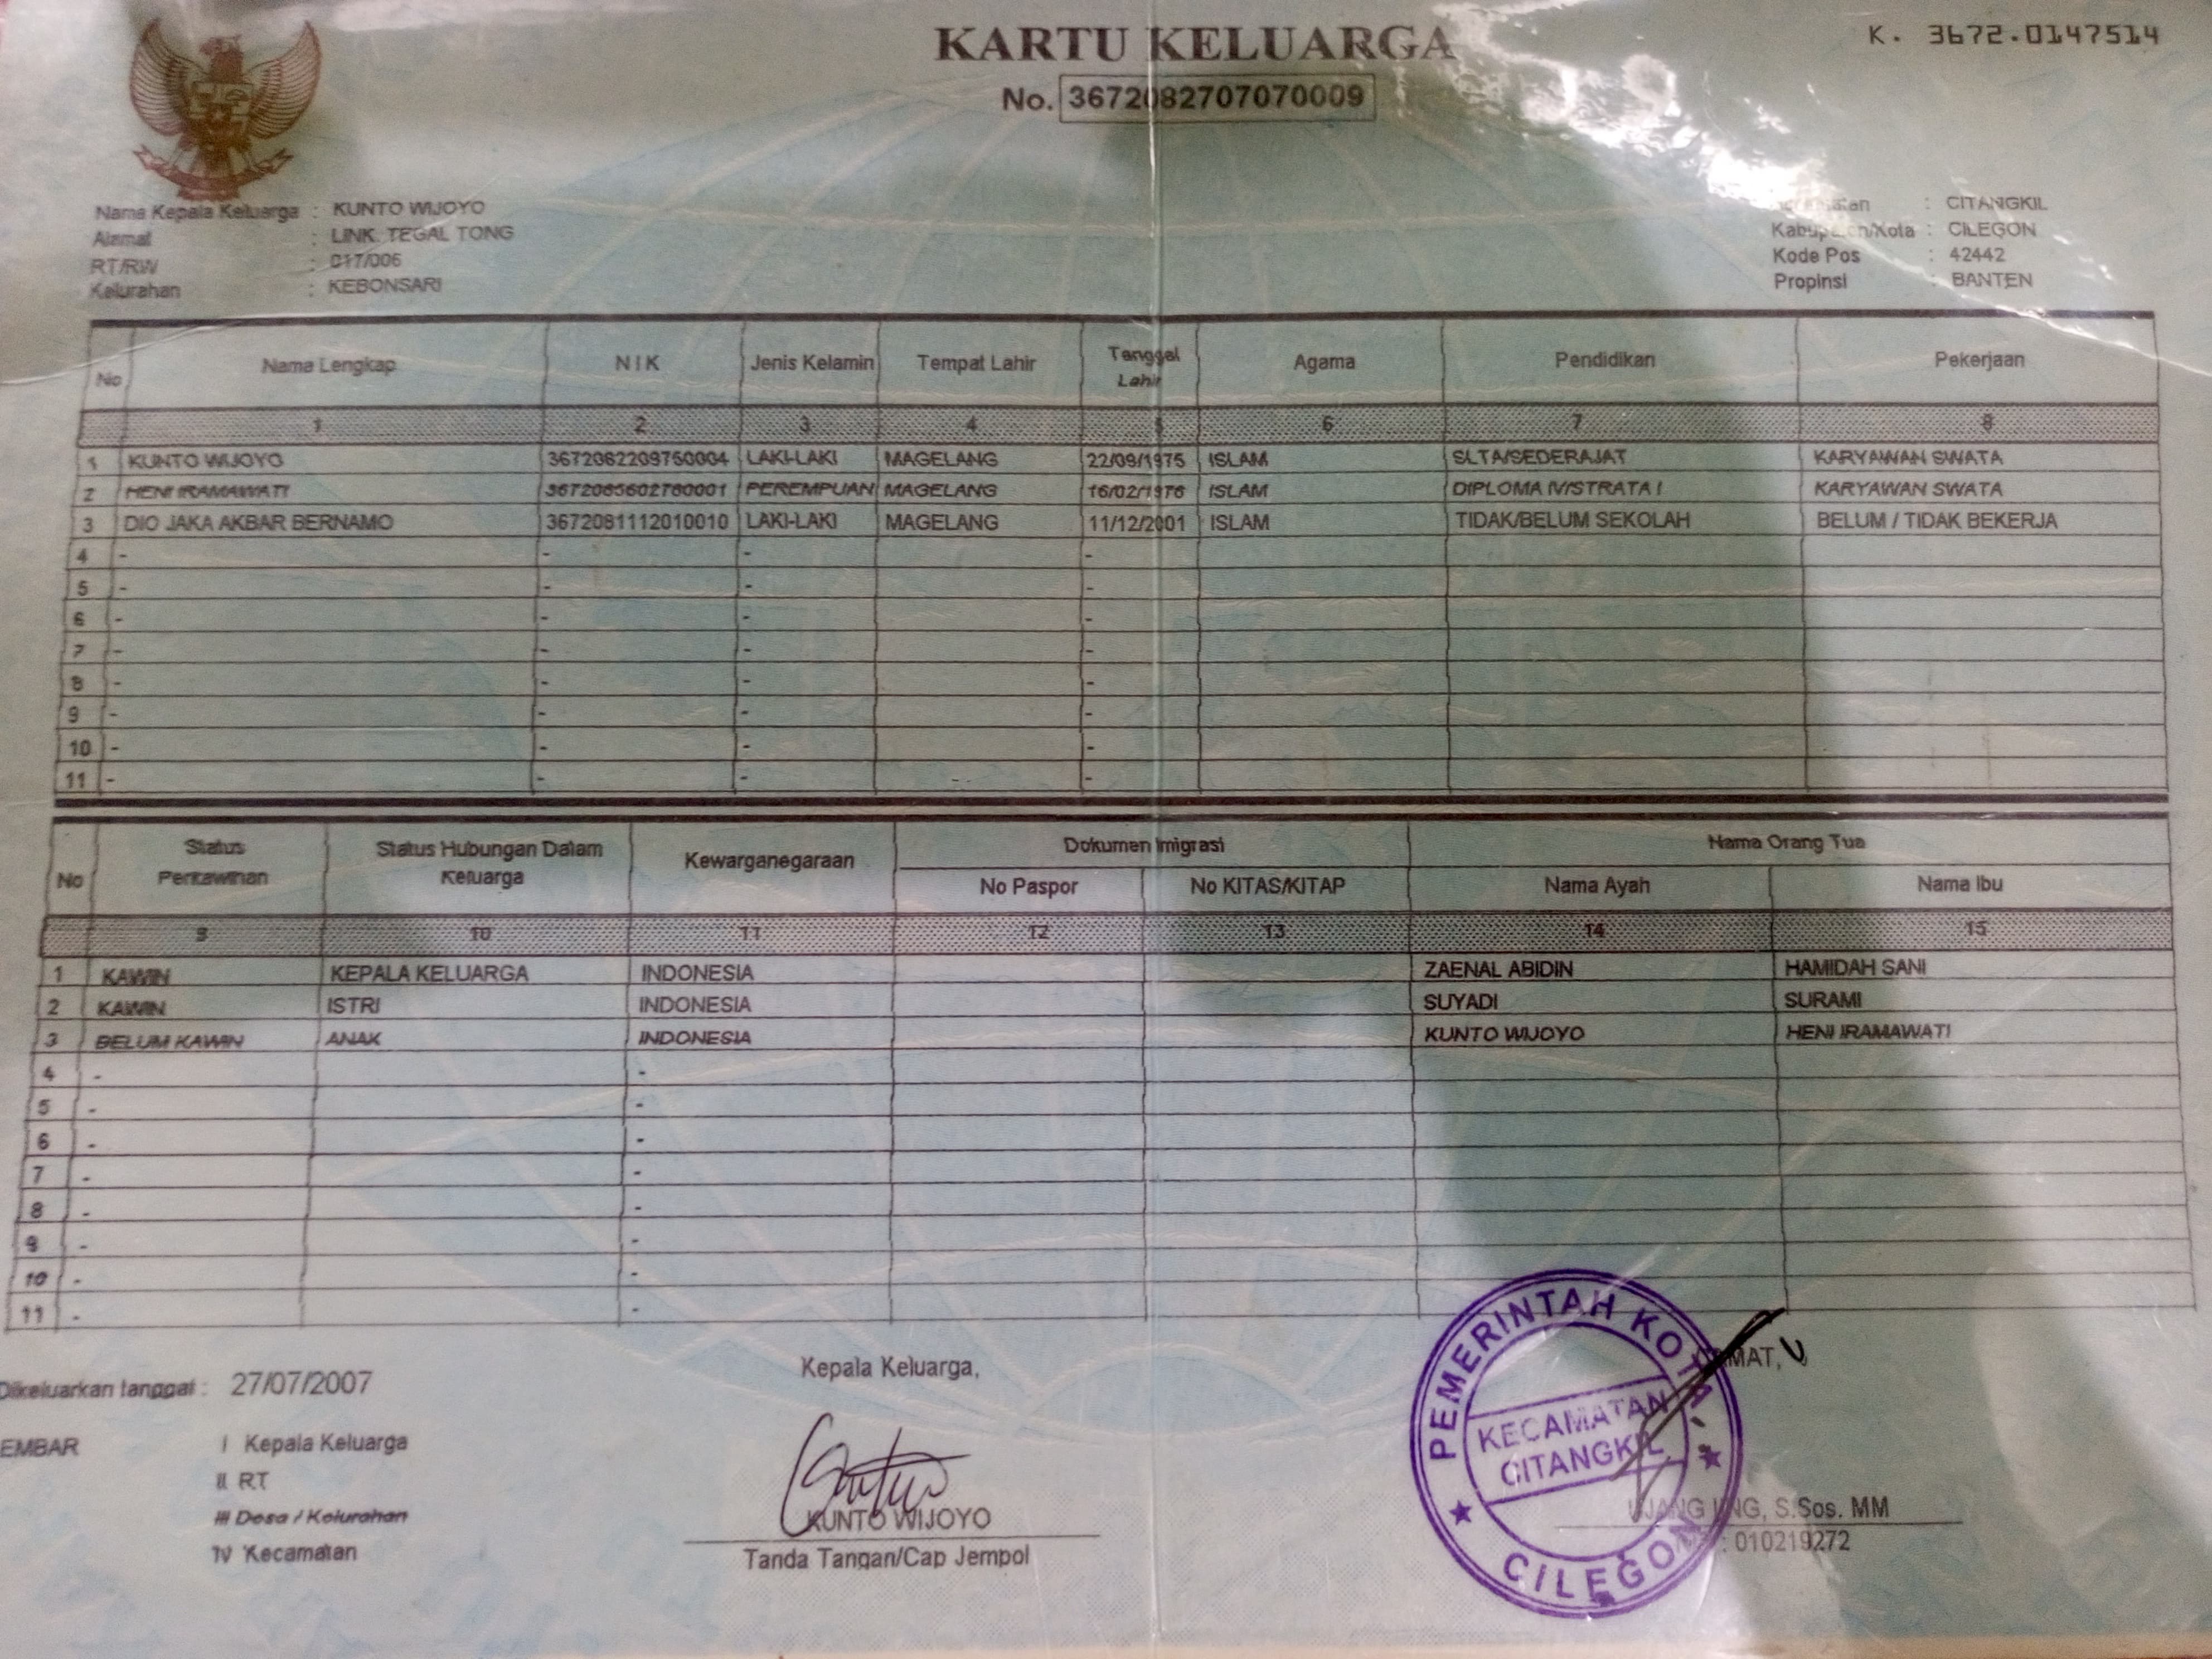 KARTU KELUARGA
K. 3672.0147514
No. 3672082707070009
Nama Kepala Keluarga : KUNTO WIJOYO
Alamat : LINK. TEGAL TONG
RT/RW : 017/006
Kelurahan : KEBONSARI
: CITANGKIL
Kabupaten/Kota : CILEGON
Kode Pos : 42442
Propinsi : BANTEN
No Nama Lengkap NIK Jenis Kelamin Tempat Lahir Tanggal Lahir Agama Pendidikan Pekerjaan
1 2 3 4 5 6 7 8
1 KUNTO WIJOYO 3672082209750004 LAKI-LAKI MAGELANG 22/09/1975 ISLAM SLTA/SEDERAJAT KARYAWAN SWATA
2 HENI IRAMAWATI 3672085602760001 PEREMPUAN MAGELANG 16/02/1976 ISLAM DIPLOMA IV/STRATA I KARYAWAN SWATA
3 DIO JAKA AKBAR BERNAMO 3672081112010010 LAKI-LAKI MAGELANG 11/12/2001 ISLAM TIDAK/BELUM SEKOLAH BELUM / TIDAK BEKERJA
4 - - - -
5 - - - -
6 - - - -
7 - - - -
8 - - - -
9 - - - -
10 - - - -
11 - - - -
No Status Perkawinan Status Hubungan Dalam Keluarga Kewarganegaraan Dokumen Imigrasi Nama Orang Tua
No Paspor No KITAS/KITAP Nama Ayah Nama Ibu
9 10 11 12 13 14 15
1 KAWIN KEPALA KELUARGA INDONESIA ZAENAL ABIDIN HAMIDAH SANI
2 KAWIN ISTRI INDONESIA SUYADI SURAMI
3 BELUM KAWIN ANAK INDONESIA KUNTO WIJOYO HENI IRAMAWATI
4 - -
5 - -
6 - -
7 - -
8 - -
9 - -
10 - -
11 - -
Dikeluarkan tanggal : 27/07/2007
EMBAR I Kepala Keluarga
II RT
III Desa / Kelurahan
IV Kecamatan
Kepala Keluarga,
KUNTO WIJOYO
Tanda Tangan/Cap Jempol
PEMERINTAH KOTA
KECAMATAN
CITANGKIL
CILEGON
S.Sos. MM
: 010219272